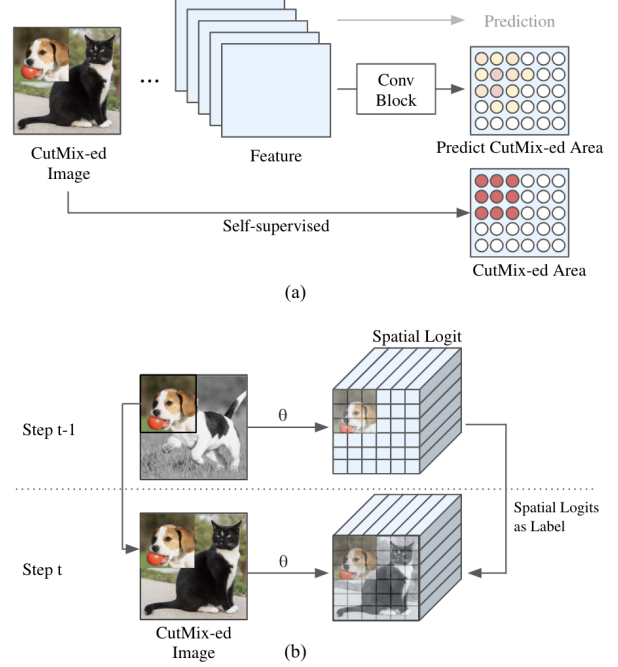 Prediction
...
Conv
Block
CutMix-ed
Image
Feature
Predict CutMix-ed Area
Self-supervised
CutMix-ed Area
(a)
Spatial Logit
Step t-1
θ
Spatial Logits
as Label
Step t
θ
CutMix-ed
Image
(b)